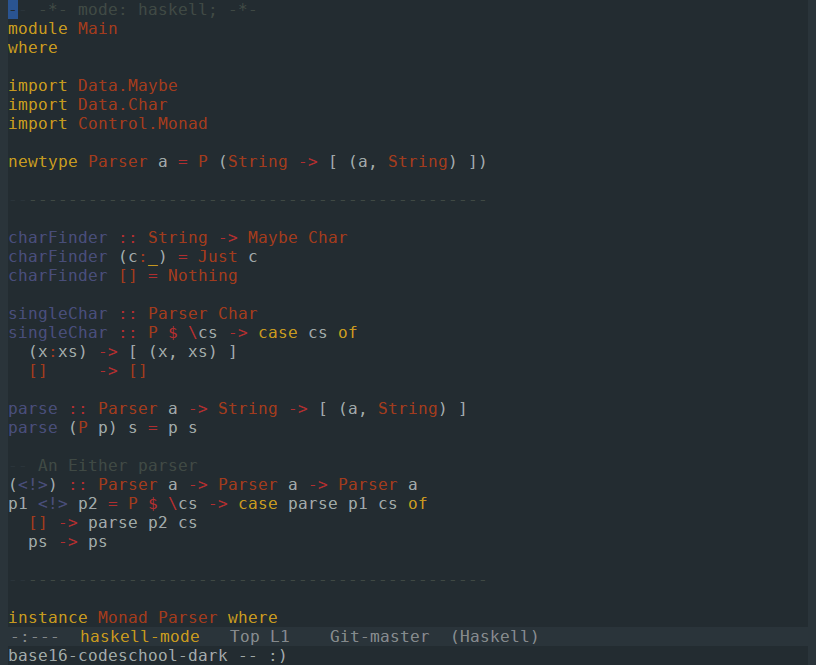 -  -*- mode: haskell; -*-
module Main
where

import Data.Maybe
import Data.Char
import Control.Monad

newtype Parser a = P (String -> [ (a, String) ])

------------------------------------------------

charFinder :: String -> Maybe Char
charFinder (c:_) = Just c
charFinder [] = Nothing

singleChar :: Parser Char
singleChar :: P $ \cs -> case cs of
  (x:xs) -> [ (x, xs) ]
  []     -> []

parse :: Parser a -> String -> [ (a, String) ]
parse (P p) s = p s

-- An Either parser
(<!>) :: Parser a -> Parser a -> Parser a
p1 <!> p2 = P $ \cs -> case parse p1 cs of
  [] -> parse p2 cs
  ps -> ps

------------------------------------------------

instance Monad Parser where
-:---  haskell-mode   Top L1    Git-master  (Haskell)
base16-codeschool-dark -- :)